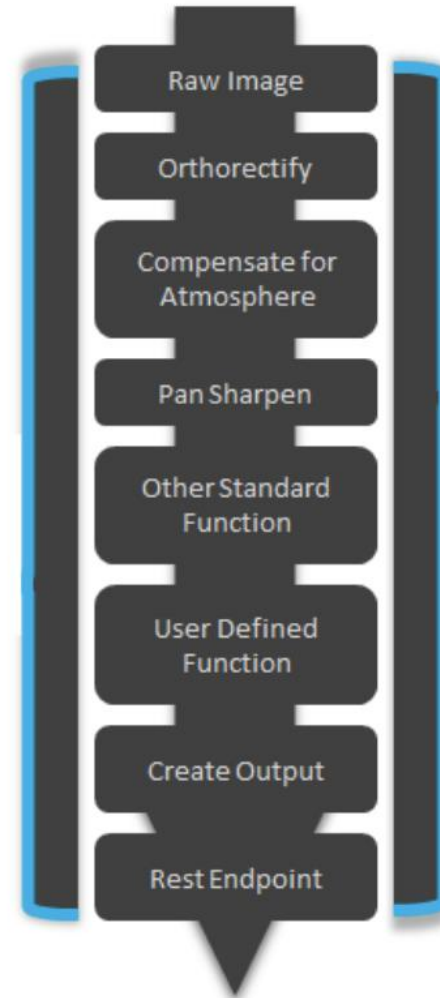 Raw Image
Orthorectify
Compensate for
Atmosphere
Pan Sharpen
Other Standard
Function
User Defined
Function
Create Output
Rest Endpoint